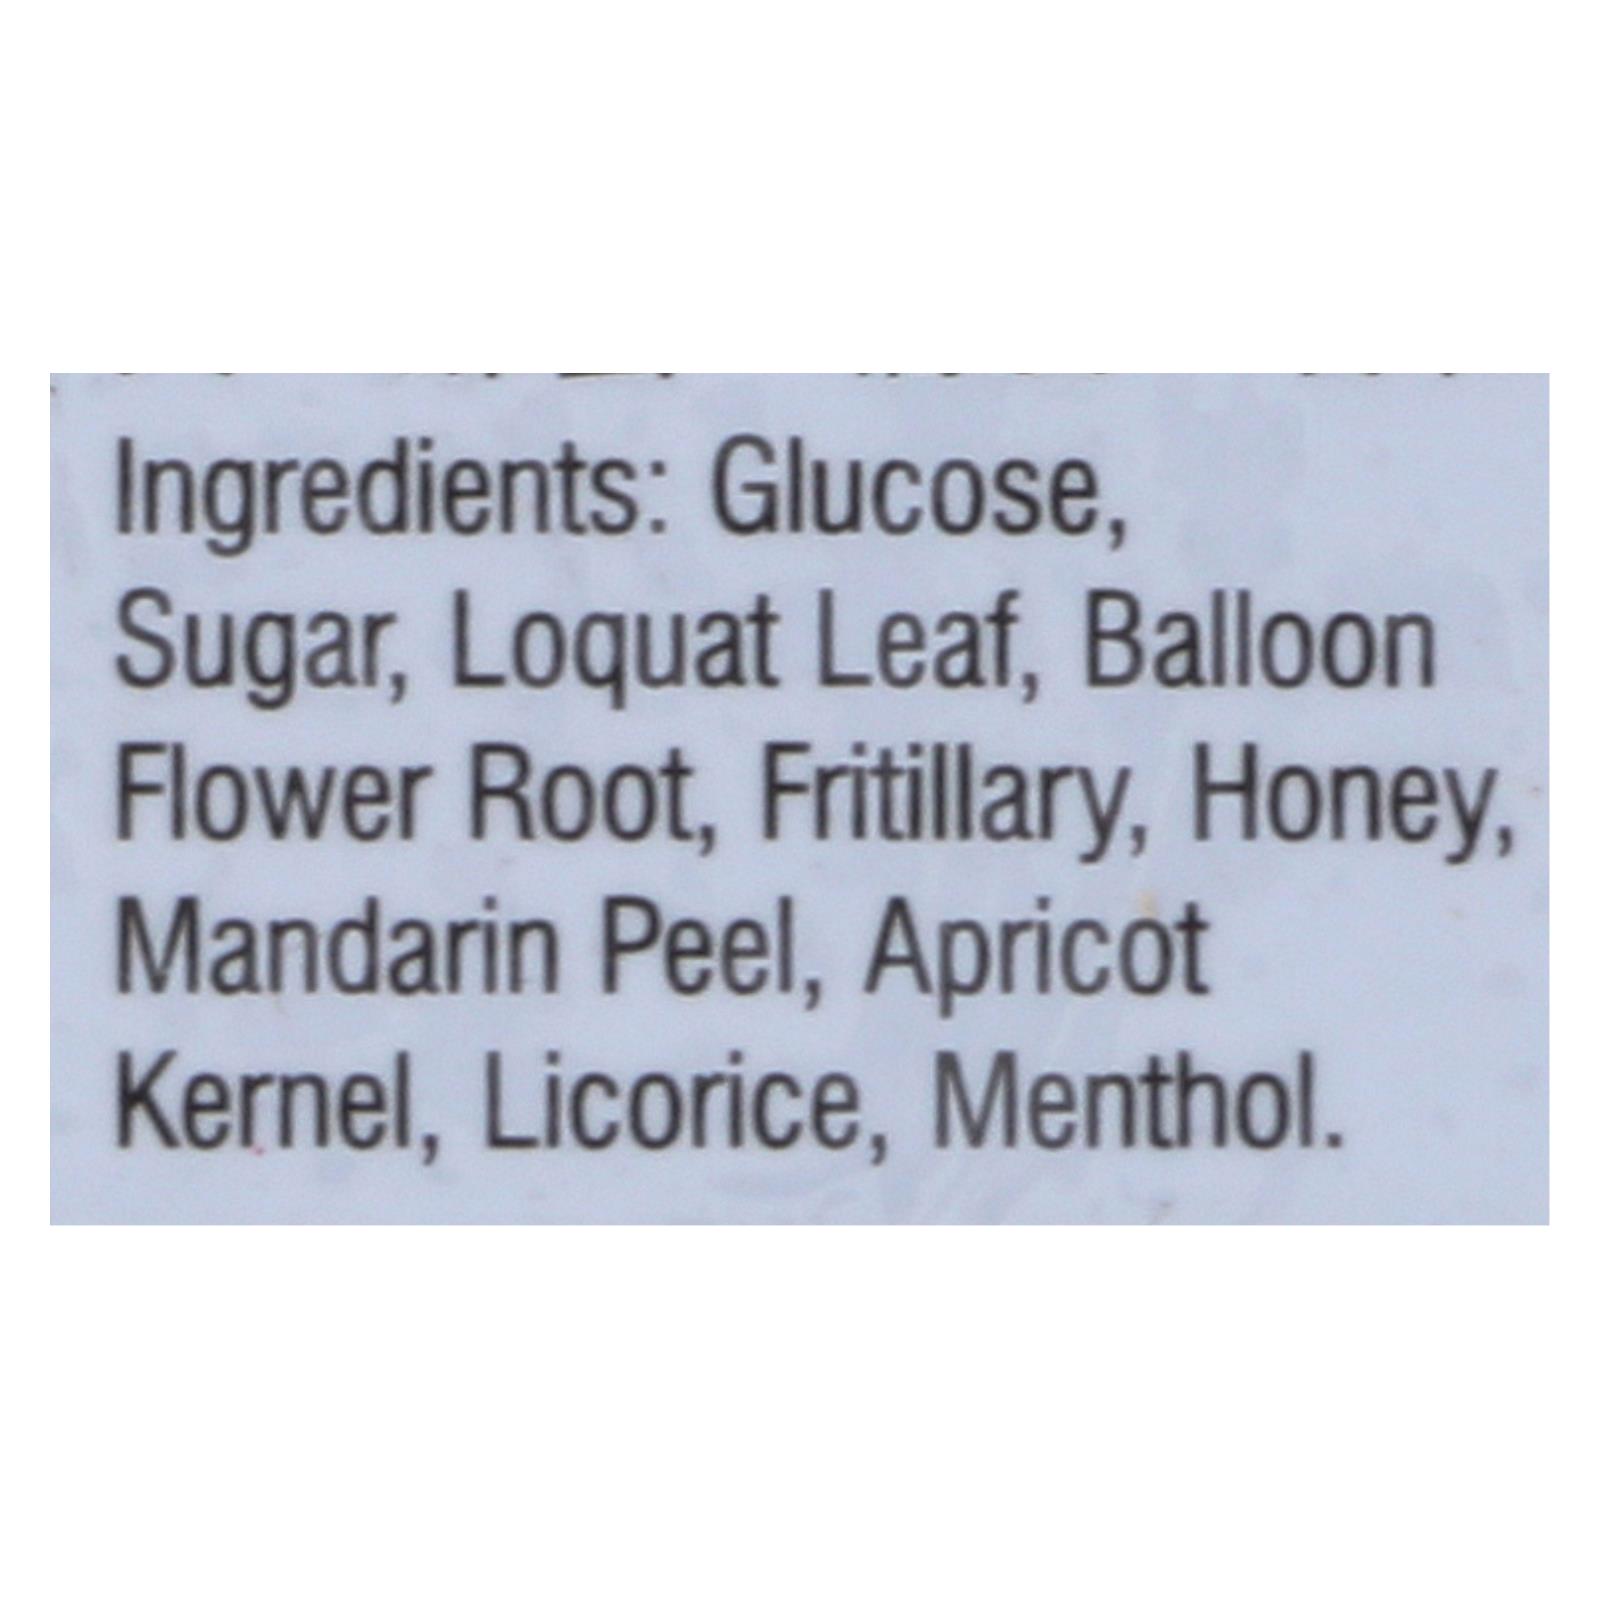 Ingredients: Glucose,
Sugar, Loquat Leaf, Balloon
Flower Root, Fritillary, Honey,
Mandarin Peel, Apricot
Kernel, Licorice, Menthol.